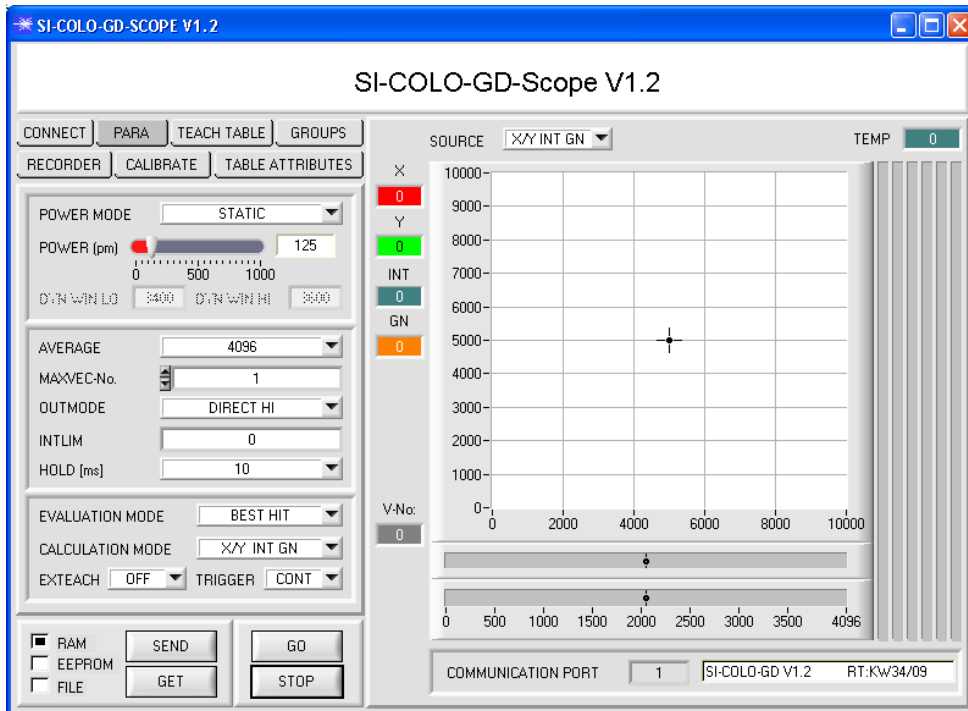 SI-COLO-GD-SCOPE V1.2
SI-COLO-GD-Scope V1.2
CONNECT PARA TEACH TABLE GROUPS
RECORDER CALIBRATE TABLE ATTRIBUTES
POWER MODE STATIC
POWER (pm) 125
0 500 1000
DYN WIN LO 3400 DYN WIN HI 3600
AVERAGE 4096
MAXVEC-No. 1
OUTMODE DIRECT HI
INTLIM 0
HOLD [ms] 10
EVALUATION MODE BEST HIT
CALCULATION MODE X/Y INT GN
EXTEACH OFF TRIGGER CONT
RAM
EEPROM
FILE
SEND
GET
GO
STOP
SOURCE X/Y INT GN TEMP 0
X
0
Y
0
INT
0
GN
0
V-No:
0
10000
9000
8000
7000
6000
5000
4000
3000
2000
1000
0
0 2000 4000 6000 8000 10000
0 500 1000 1500 2000 2500 3000 3500 4096
COMMUNICATION PORT 1 SI-COLO-GD V1.2 RT:KW34/09